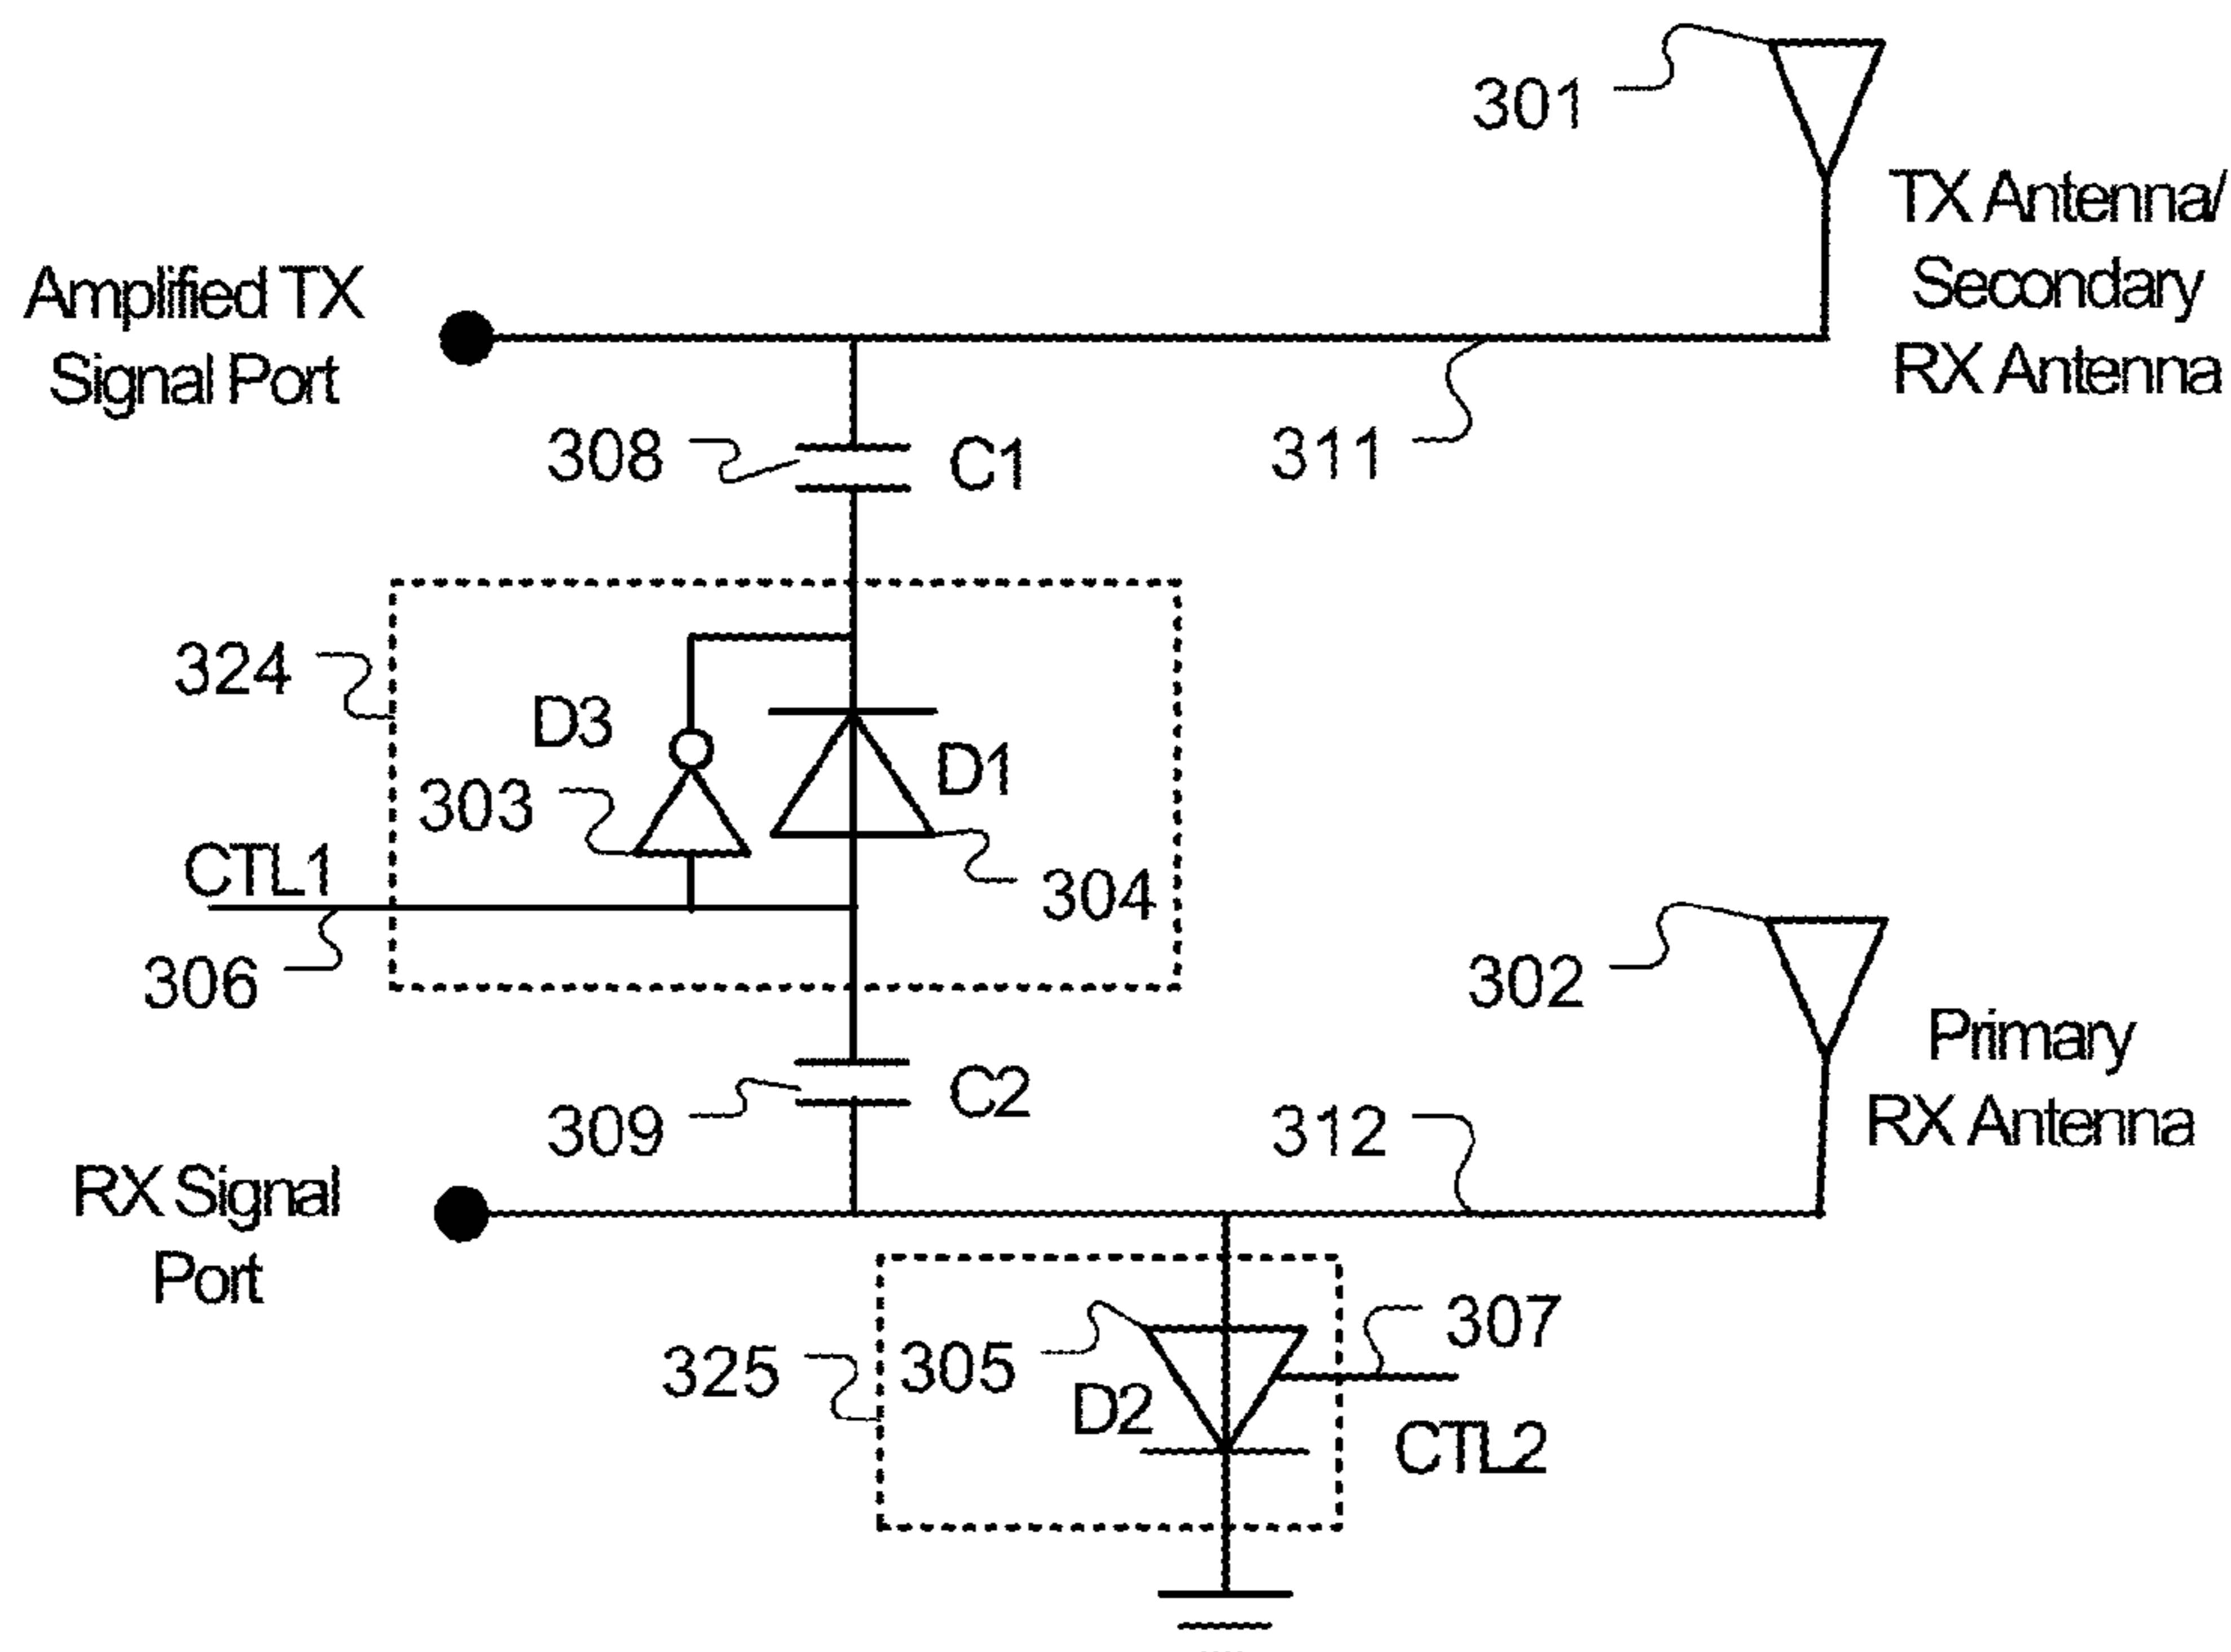 301
TX Antenna/
Secondary
RX Antenna
Amplified TX
Signal Port
308
C1
311
324
D3
D1
303
CTL1
304
306
302
Primary
RX Antenna
309
C2
312
RX Signal
Port
307
325
305
D2
CTL2